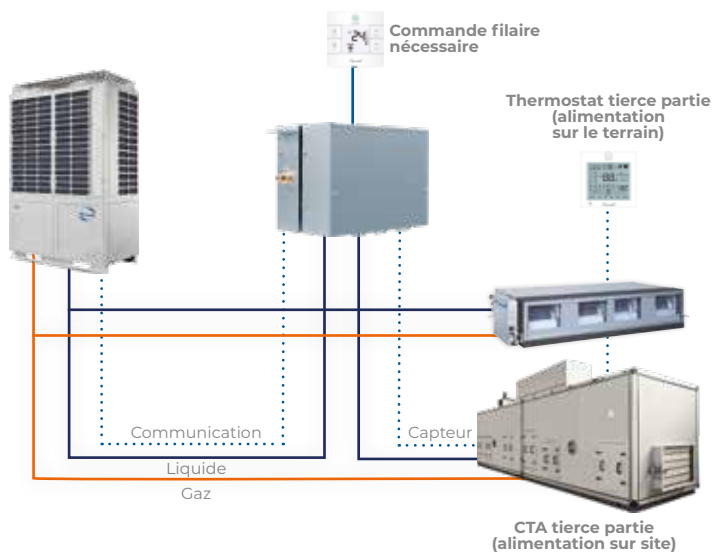 Commande filaire
nécessaire
24
Thermostat tierce partie
(alimentation
sur le terrain)
Communication
Capteur
Liquide
Gaz
CTA tierce partie
(alimentation sur site)